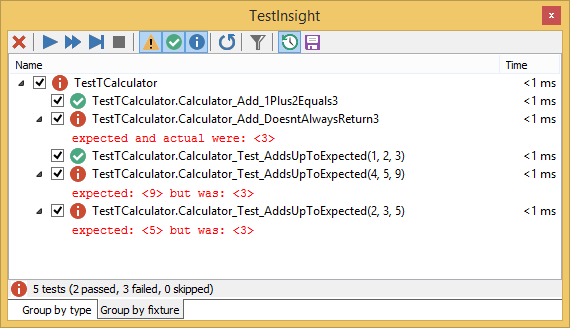 TestInsight
Name Time
TestTCalculator <1 ms
TestTCalculator.Calculator_Add_1Plus2Equals3 <1 ms
TestTCalculator.Calculator_Add_DoesntAlwaysReturn3 <1 ms
expected and actual were: <3>
TestTCalculator.Calculator_Test_AddsUpToExpected(1, 2, 3) <1 ms
TestTCalculator.Calculator_Test_AddsUpToExpected(4, 5, 9) <1 ms
expected: <9> but was: <3>
TestTCalculator.Calculator_Test_AddsUpToExpected(2, 3, 5) <1 ms
expected: <5> but was: <3>
5 tests (2 passed, 3 failed, 0 skipped)
Group by type Group by fixture